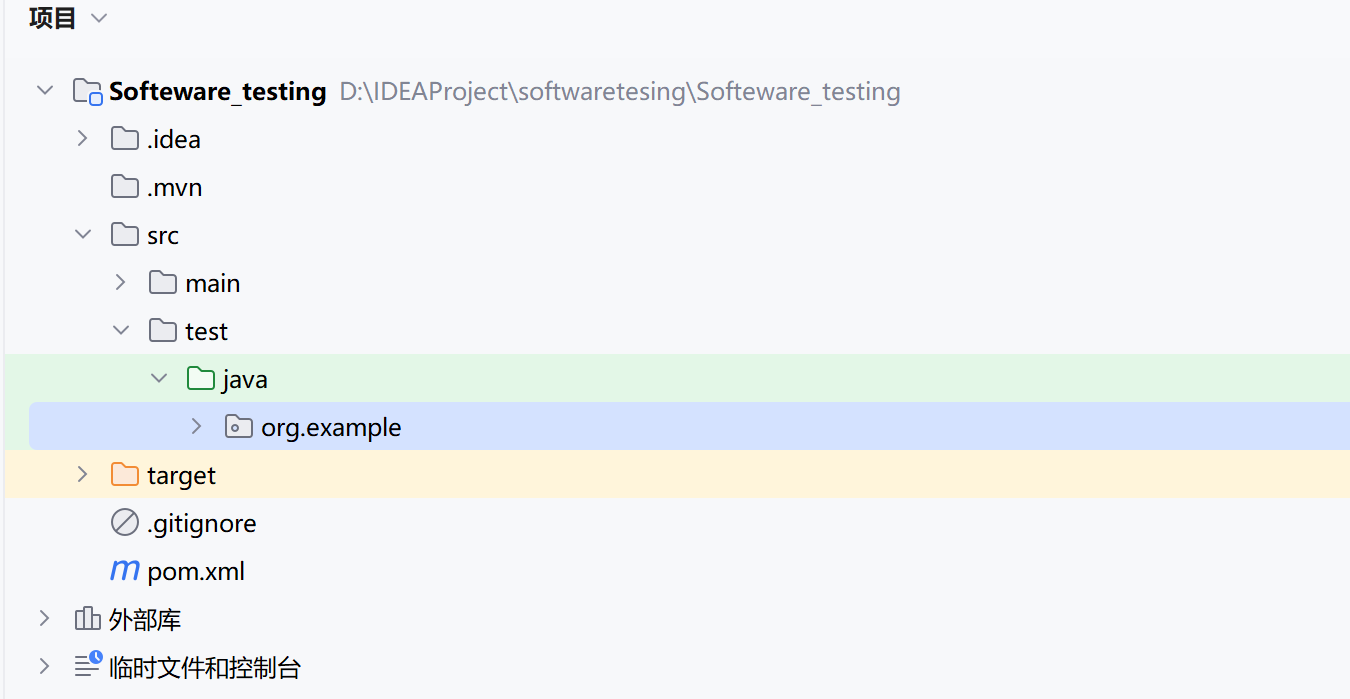 项目
Softeware_testing D:\IDEAProject\softwaretesing\Softeware_testing
.idea
.mvn
src
main
test
java
org.example
target
.gitignore
pom.xml
外部库
临时文件和控制台